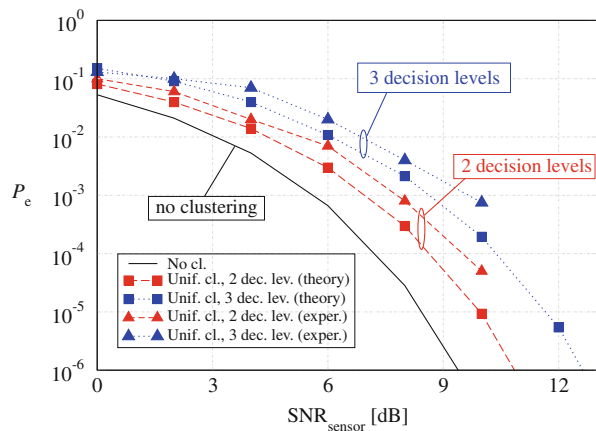 10^0
10^-1
10^-2
10^-3
10^-4
10^-5
10^-6
P_e
3 decision levels
2 decision levels
no clustering
No cl.
Unif. cl., 2 dec. lev. (theory)
Unif. cl, 3 dec. lev. (theory)
Unif. cl., 2 dec. lev. (exper.)
Unif. cl., 3 dec. lev. (exper.)
0 3 6 9 12
SNR_sensor [dB]